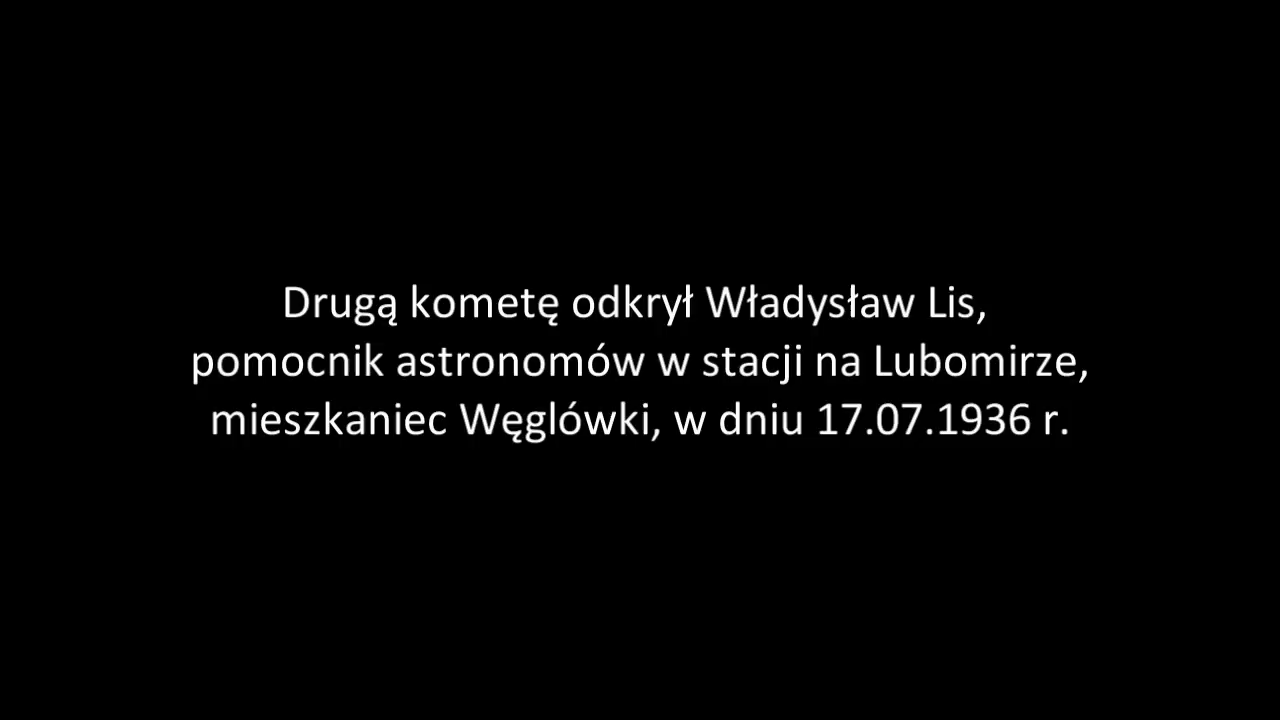 Drugą kometę odkrył Władysław Lis,
pomocnik astronomów w stacji na Lubomirze,
mieszkaniec Węglówki, w dniu 17.07.1936 r.